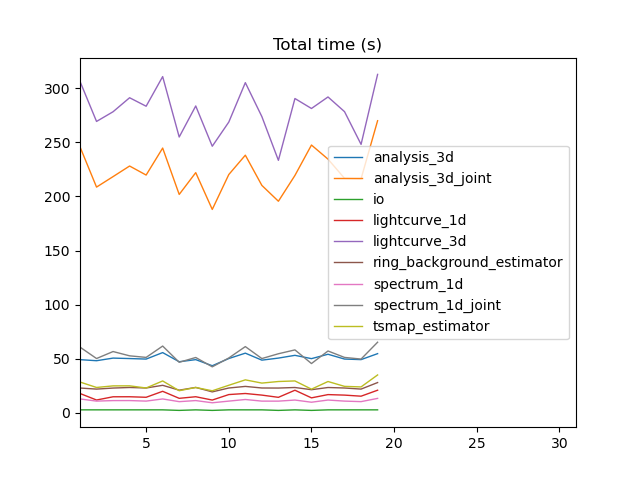 Total time (s)
300
250
200
150
100
50
0
analysis_3d
analysis_3d_joint
io
lightcurve_1d
lightcurve_3d
ring_background_estimator
spectrum_1d
spectrum_1d_joint
tsmap_estimator
5 10 15 20 25 30